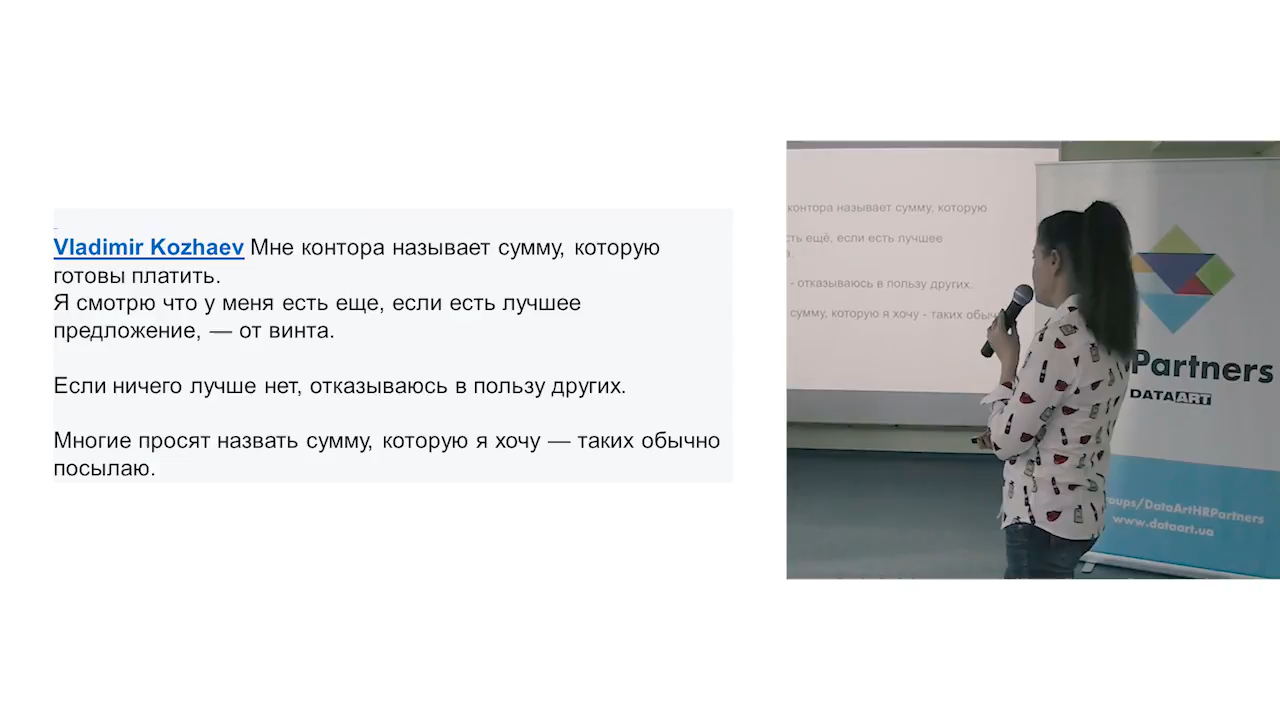 Vladimir Kozhaev Мне контора называет сумму, которую
готовы платить.
Я смотрю что у меня есть еще, если есть лучшее
предложение, — от винта.
Если ничего лучше нет, отказываюсь в пользу других.
Многие просят назвать сумму, которую я хочу — таких обычно
посылаю.
контора называет сумму, которую
ещё, если есть лучшее
- отказываюсь в пользу других.
сумму, которую я хочу - таких
Partners
DATAART
/DataArtHRPartners
www.dataart.ua